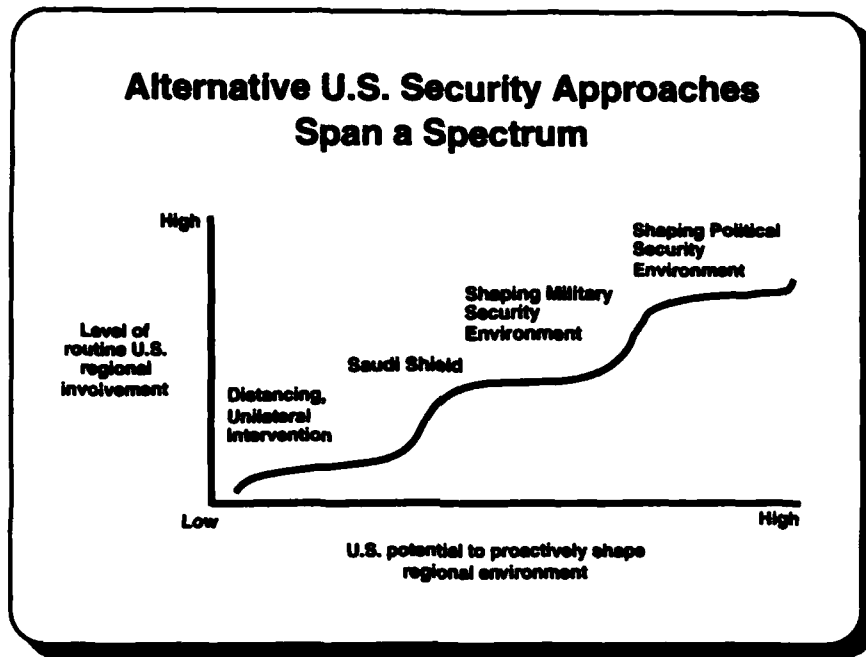 Alternative U.S. Security Approaches
Span a Spectrum
High
Shaping Political
Security
Environment
Shaping Military
Security
Environment
Level of
routine U.S.
regional
involvement
Saudi Shield
Distancing,
Unilateral
Intervention
Low
High
U.S. potential to proactively shape
regional environment